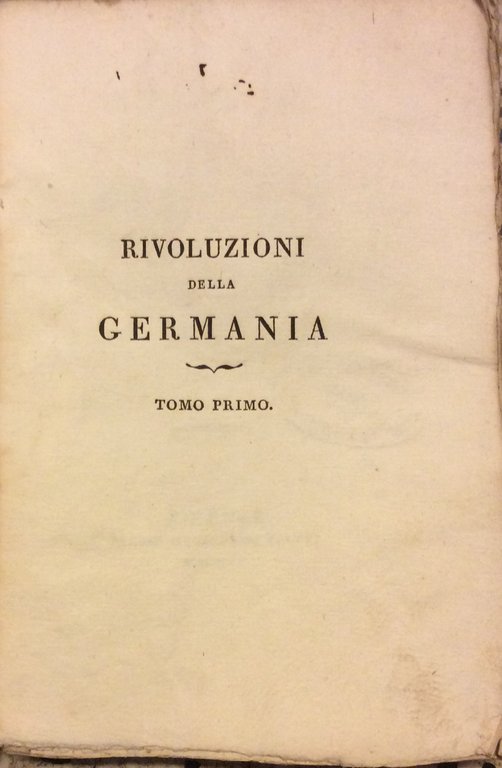 RIVOLUZIONI
DELLA
GERMANIA
TOMO PRIMO.